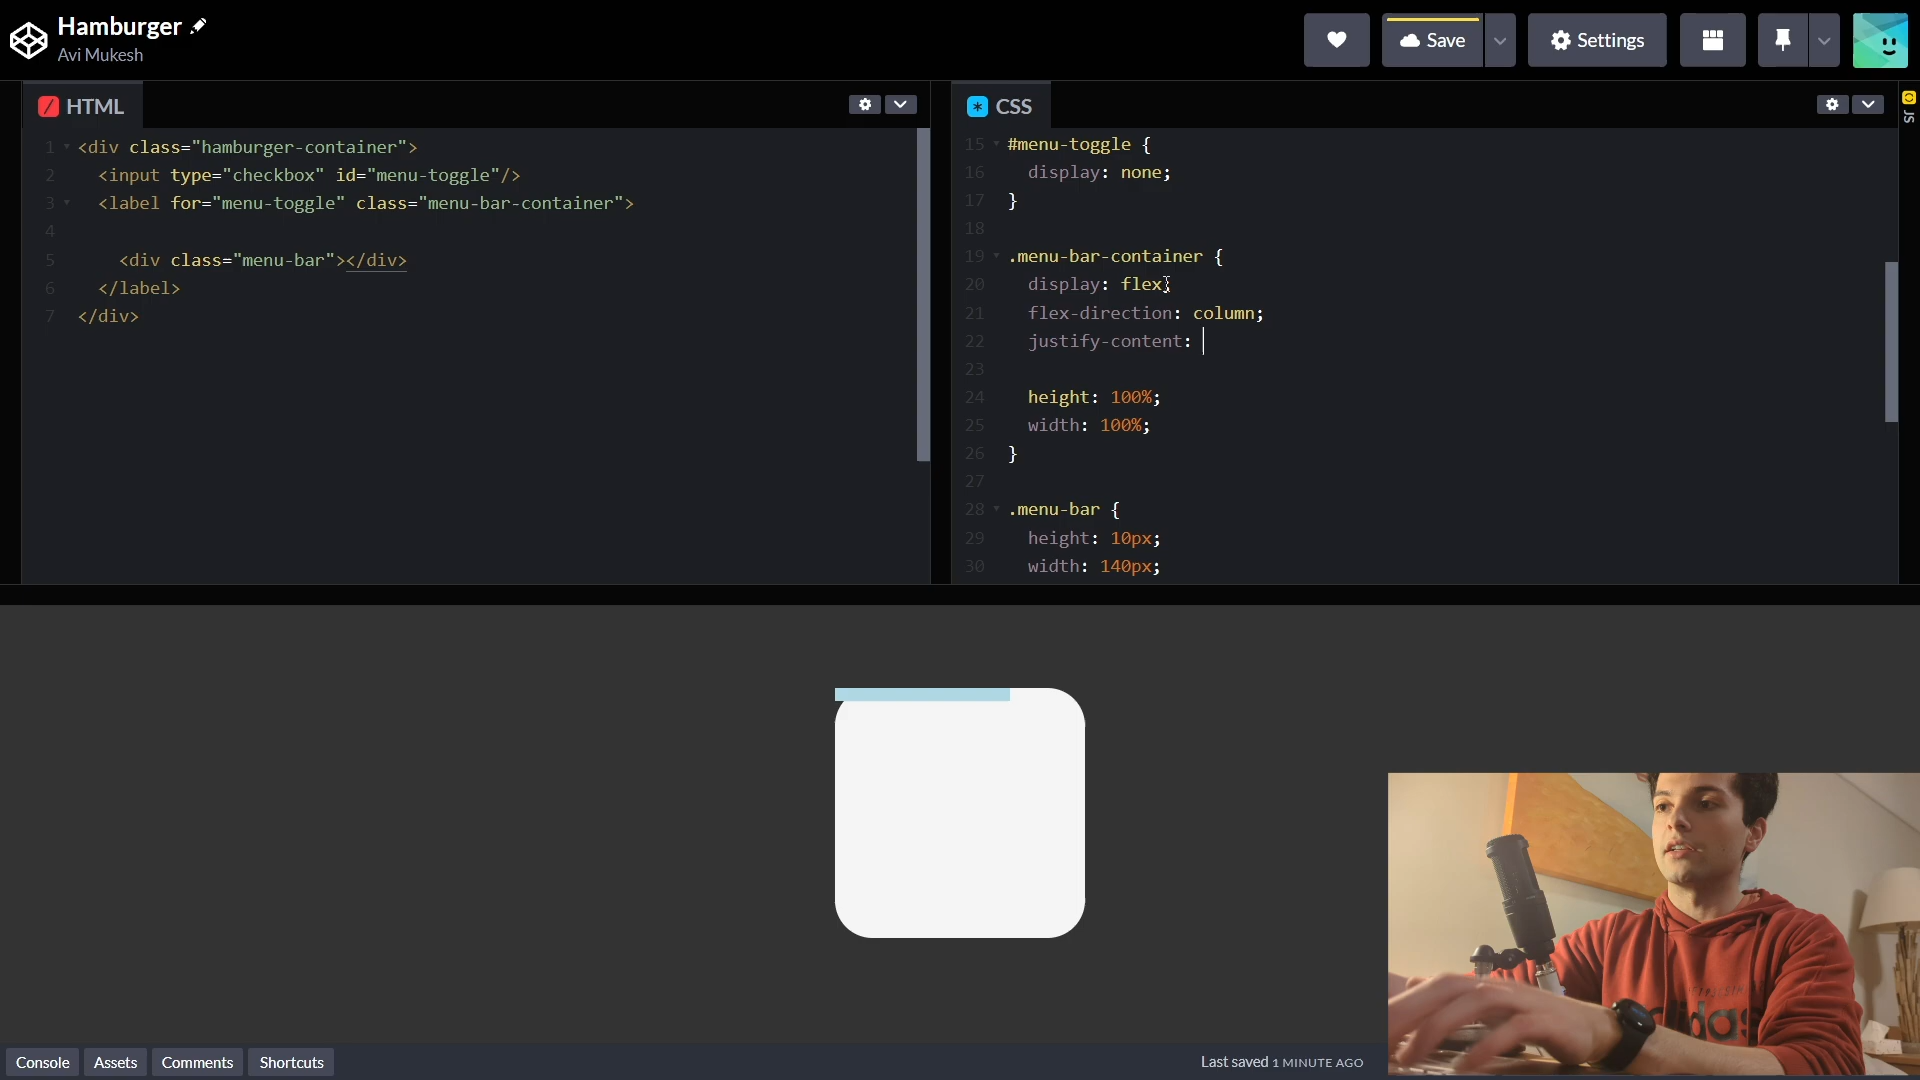 Hamburger
Avi Mukesh
Save
Settings
HTML
1 <div class="hamburger-container">
2 <input type="checkbox" id="menu-toggle"/>
3 <label for="menu-toggle" class="menu-bar-container">
4
5 <div class="menu-bar"></div>
6 </label>
7 </div>
CSS
15 #menu-toggle {
16 display: none;
17 }
18
19 .menu-bar-container {
20 display: flex;
21 flex-direction: column;
22 justify-content:
23
24 height: 100%;
25 width: 100%;
26 }
27
28 .menu-bar {
29 height: 10px;
30 width: 140px;
JS
Console
Assets
Comments
Shortcuts
Last saved 1 MINUTE AGO